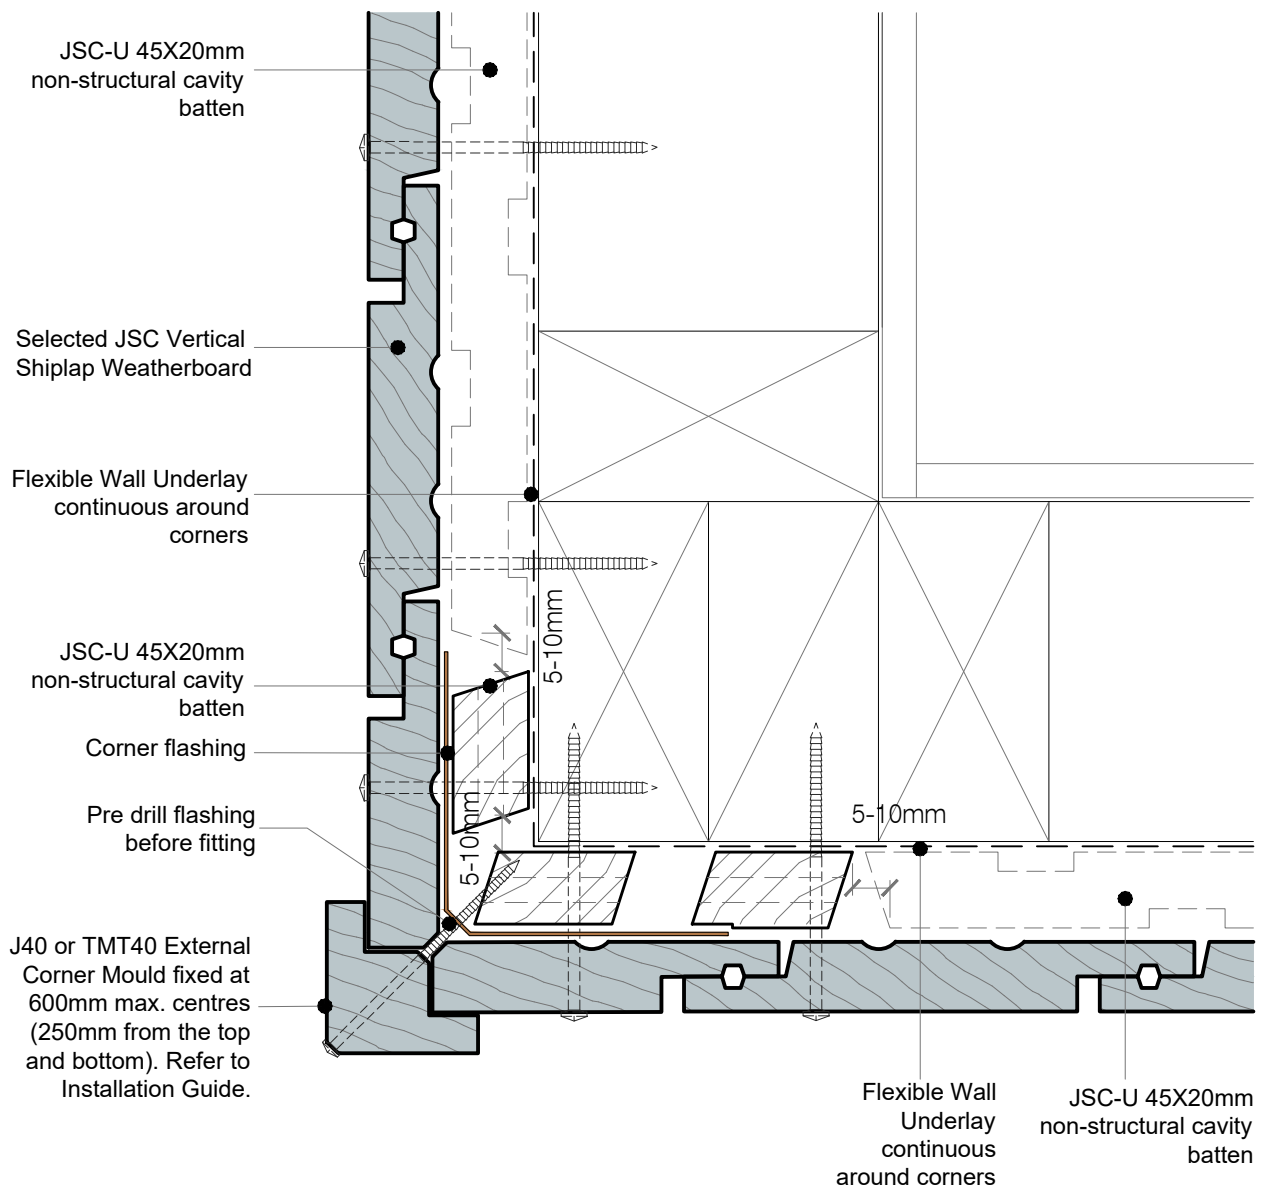 JSC-U 45X20mm
non-structural cavity
batten
Selected JSC Vertical
Shiplap Weatherboard
Flexible Wall Underlay
continuous around
corners
5-10mm
JSC-U 45X20mm
non-structural cavity
batten
Corner flashing
Pre drill flashing
before fitting
5-10mm
5-10mm
J40 or TMT40 External
Corner Mould fixed at
600mm max. centres
(250mm from the top
and bottom). Refer to
Installation Guide.
Flexible Wall
Underlay
continuous
around corners
JSC-U 45X20mm
non-structural cavity
batten